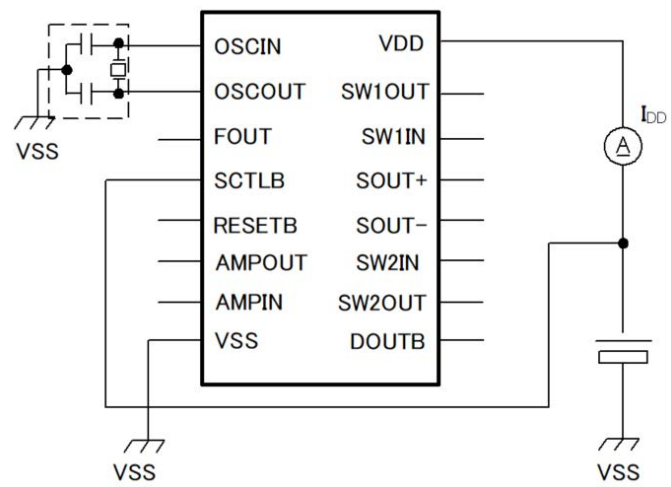 OSCIN
OSCOUT
FOUT
SCTLB
RESETB
AMPOUT
AMPIN
VSS
VDD
SW1OUT
SW1IN
SOUT+
SOUT-
SW2IN
SW2OUT
DOUTB
VSS
IDD
A
VSS
VSS